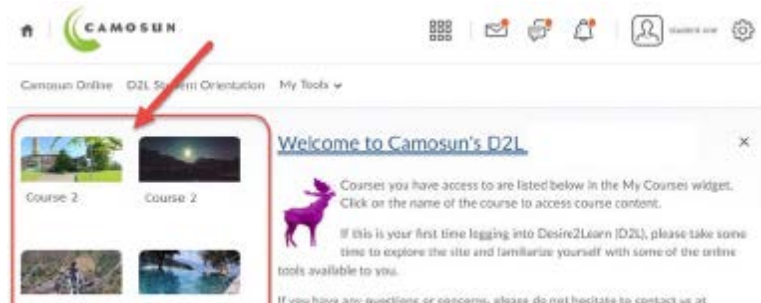 CAMOSUN
student one
Camosun Online D2L Student Orientation My Tools
Welcome to Camosun's D2L
Course 2 Course 2
Courses you have access to are listed below in the My Courses widget.
Click on the name of the course to access course content.
If this is your first time logging into Desire2Learn (D2L), please take some
time to explore the site and familiarize yourself with some of the online
tools available to you.
If you have any questions or concerns, please do not hesitate to contact us at